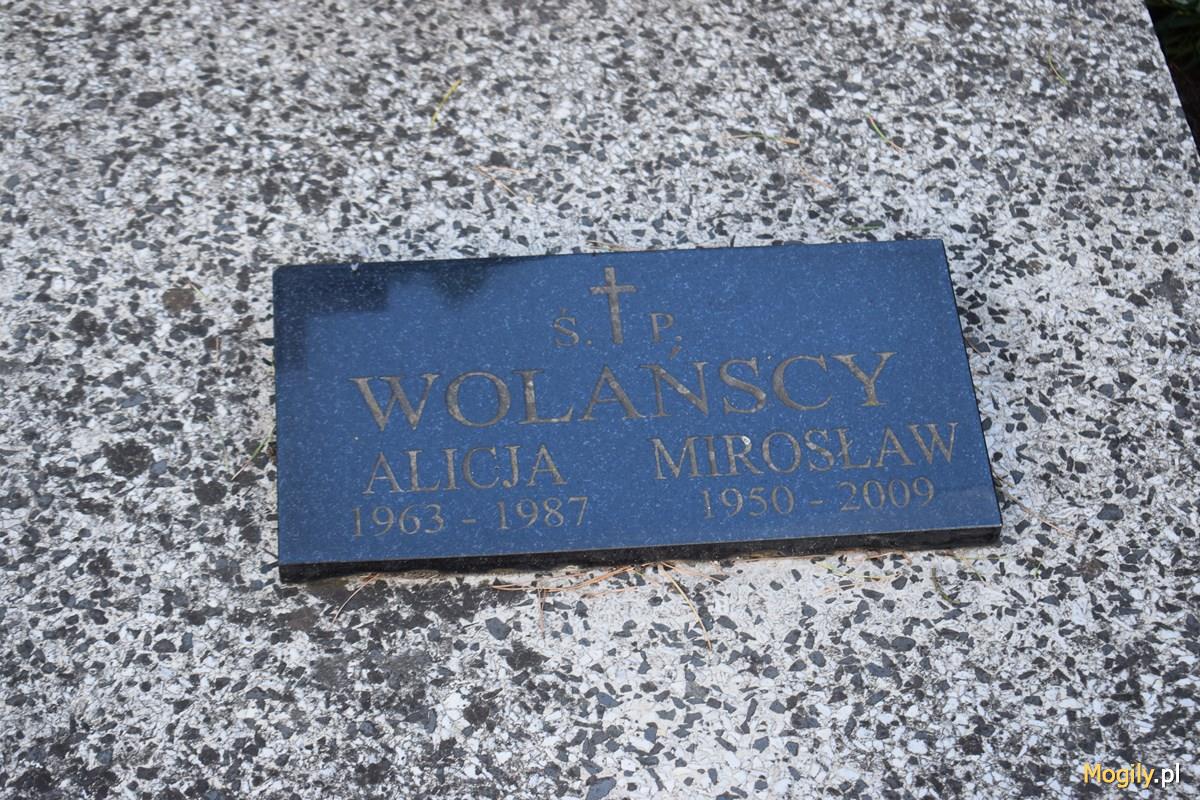 Ś. P.
WOLAŃSCY
ALICJA MIROSŁAW
1963 - 1987 1950 - 2009
Mogily.pl